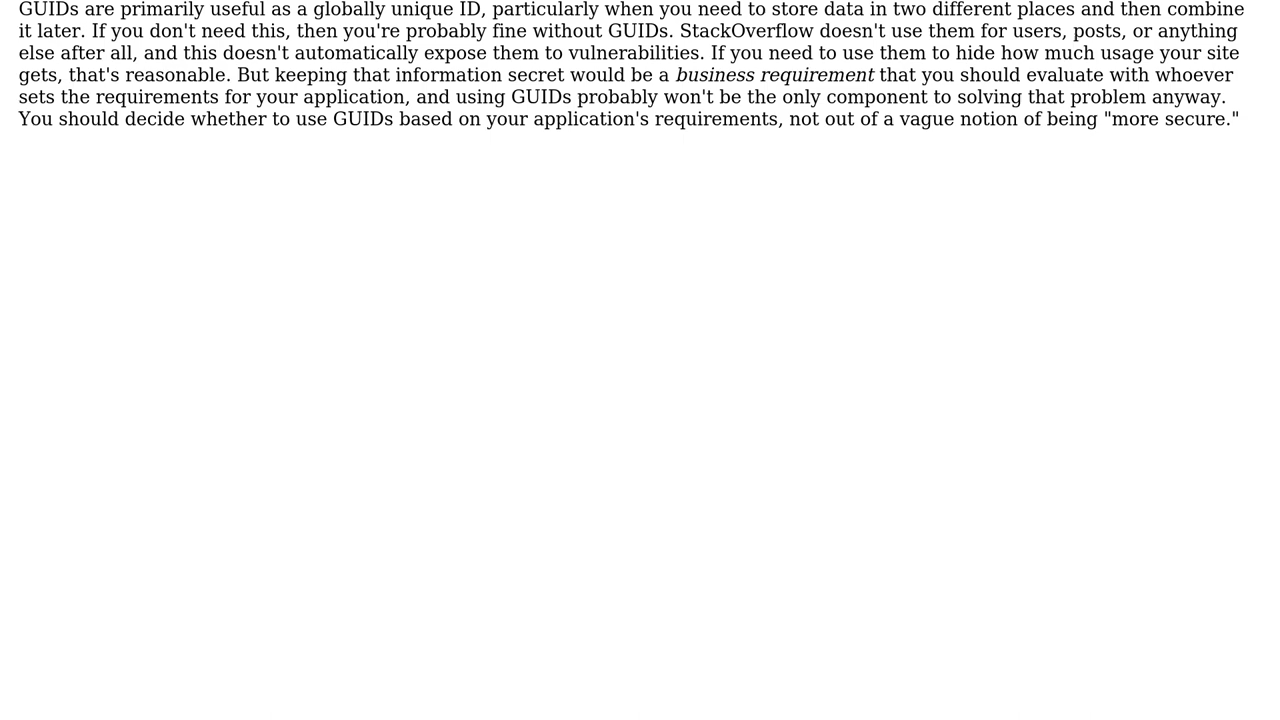 GUIDs are primarily useful as a globally unique ID, particularly when you need to store data in two different places and then combine
it later. If you don't need this, then you're probably fine without GUIDs. StackOverflow doesn't use them for users, posts, or anything
else after all, and this doesn't automatically expose them to vulnerabilities. If you need to use them to hide how much usage your site
gets, that's reasonable. But keeping that information secret would be a business requirement that you should evaluate with whoever
sets the requirements for your application, and using GUIDs probably won't be the only component to solving that problem anyway.
You should decide whether to use GUIDs based on your application's requirements, not out of a vague notion of being "more secure."